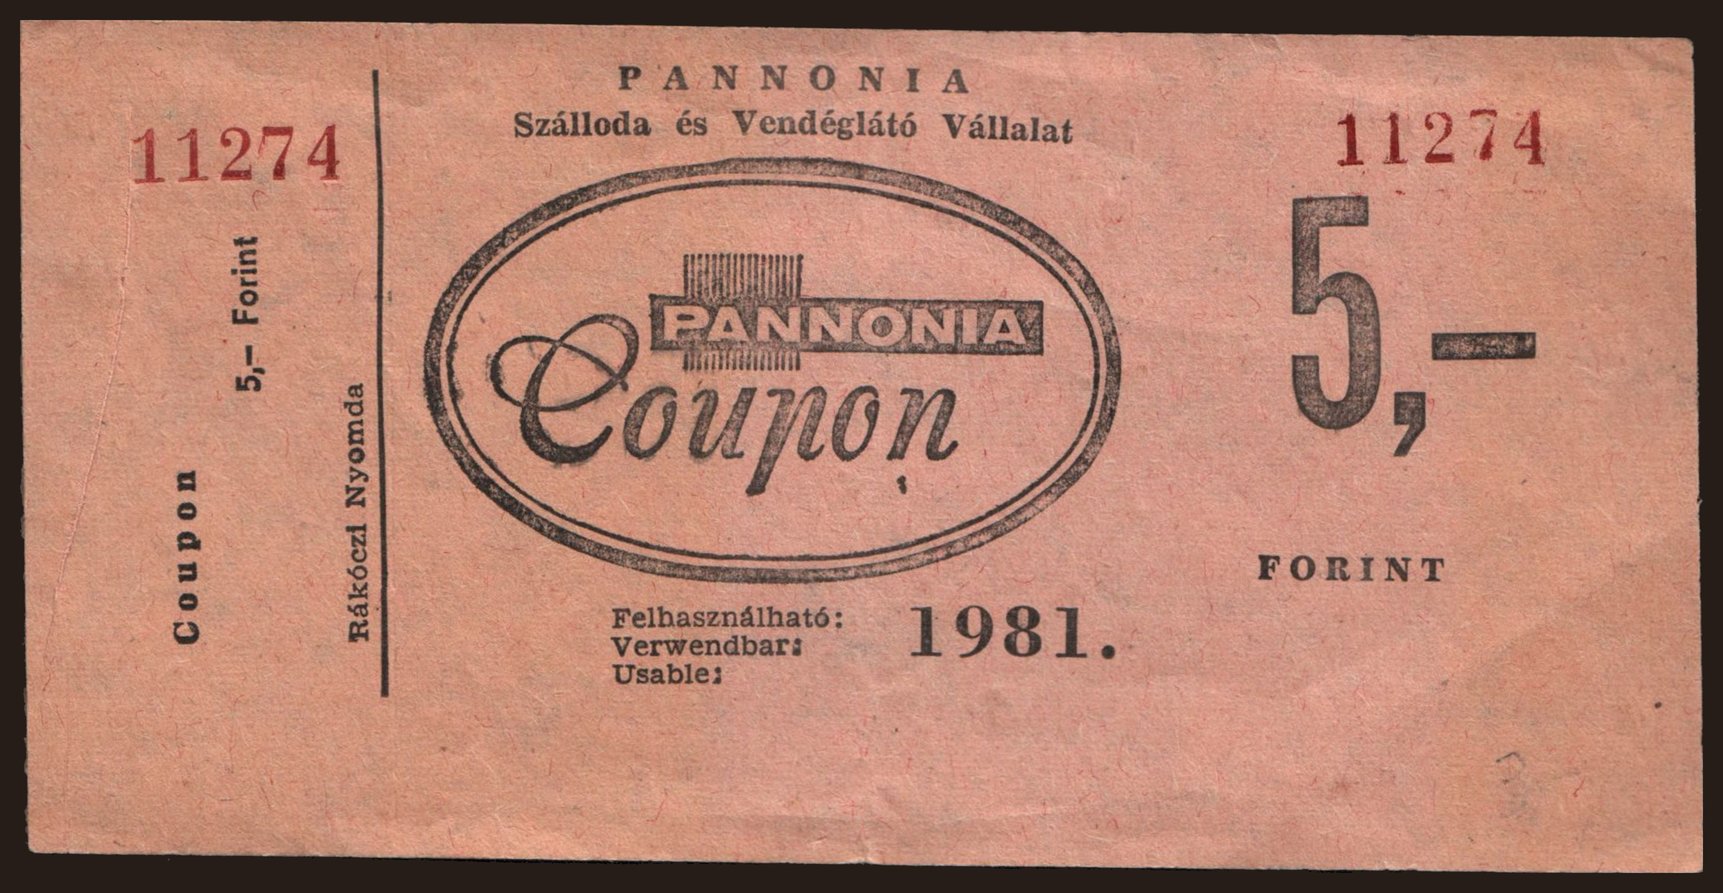 11274
Coupon
5,— Forint
Rákóczi Nyomda
PANNONIA
Szálloda és Vendéglátó Vállalat
PANNONIA
Coupon
Felhasználható:
Verwendbar:
Usable:
1981.
11274
5,—
FORINT